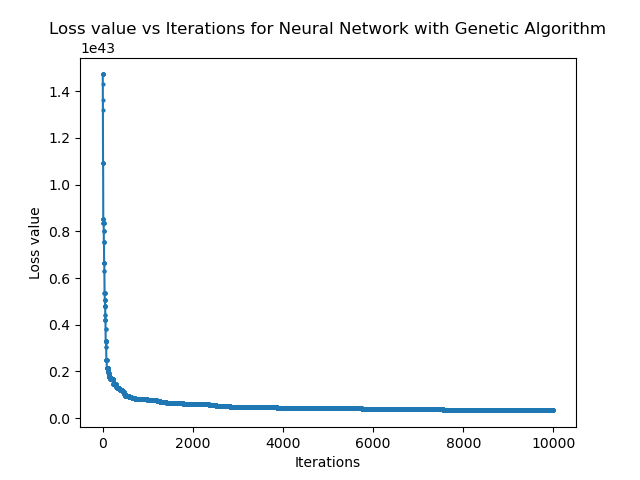 Loss value vs Iterations for Neural Network with Genetic Algorithm
1e43
1.4
1.2
1.0
0.8
0.6
0.4
0.2
0.0
Loss value
0 2000 4000 6000 8000 10000
Iterations